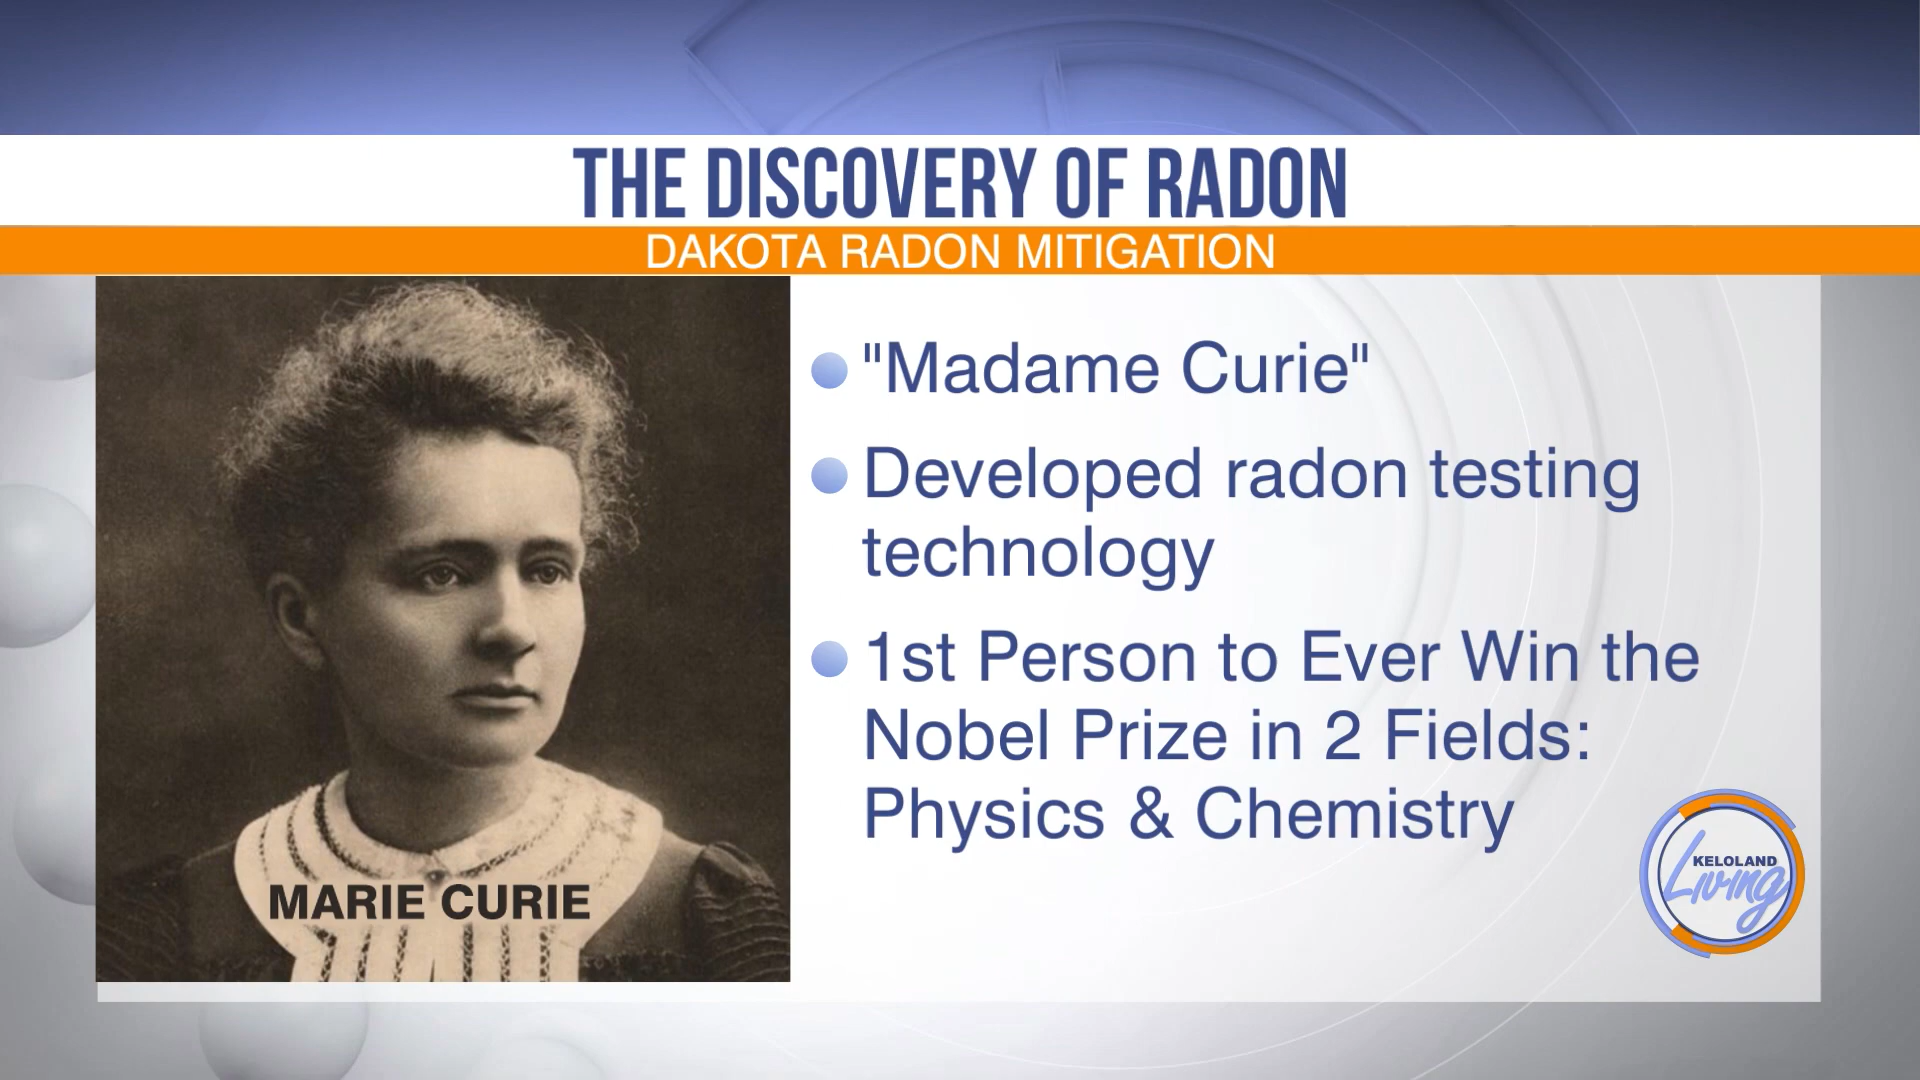 THE DISCOVERY OF RADON
DAKOTA RADON MITIGATION
"Madame Curie"
Developed radon testing
technology
1st Person to Ever Win the
Nobel Prize in 2 Fields:
Physics & Chemistry
MARIE CURIE
KELOLAND
Living